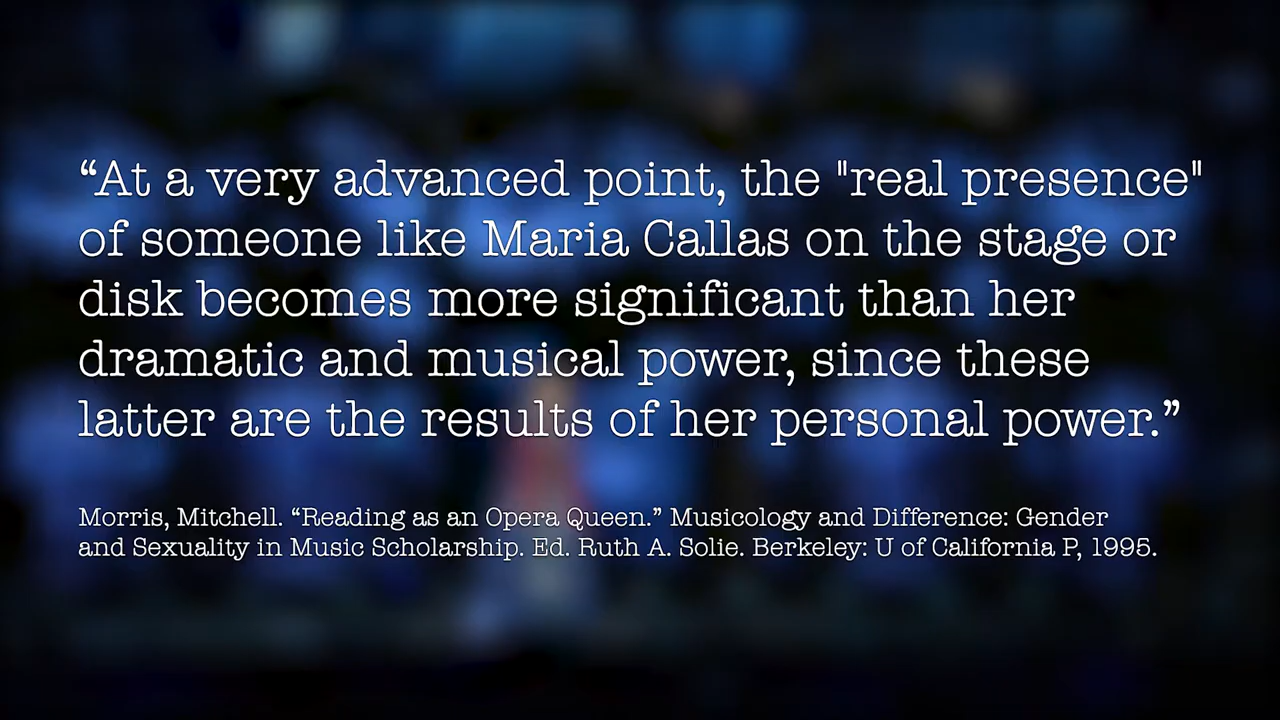 “At a very advanced point, the "real presence"
of someone like Maria Callas on the stage or
disk becomes more significant than her
dramatic and musical power, since these
latter are the results of her personal power.”
Morris, Mitchell. “Reading as an Opera Queen.” Musicology and Difference: Gender
and Sexuality in Music Scholarship. Ed. Ruth A. Solie. Berkeley: U of California P, 1995.